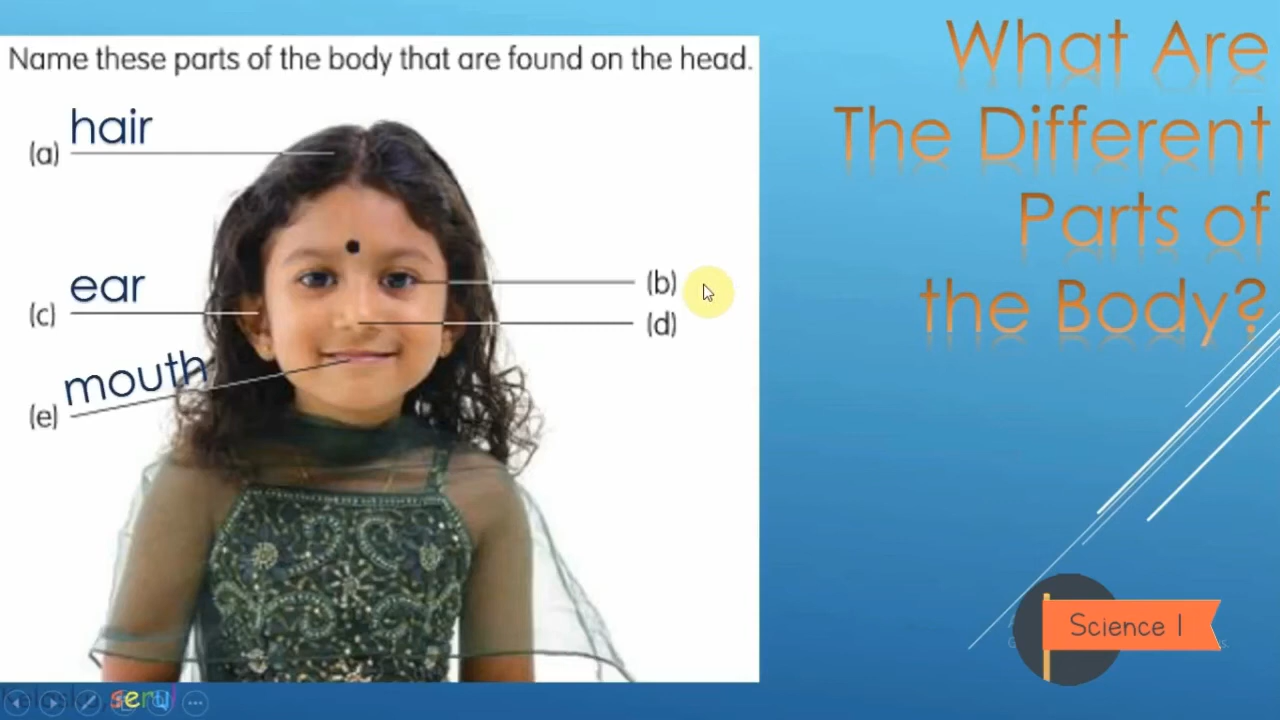 Name these parts of the body that are found on the head.
hair
(a)
ear
(c)
mouth
(e)
(b)
(d)
What Are
The Different
Parts of
the Body?
Science 1
seru